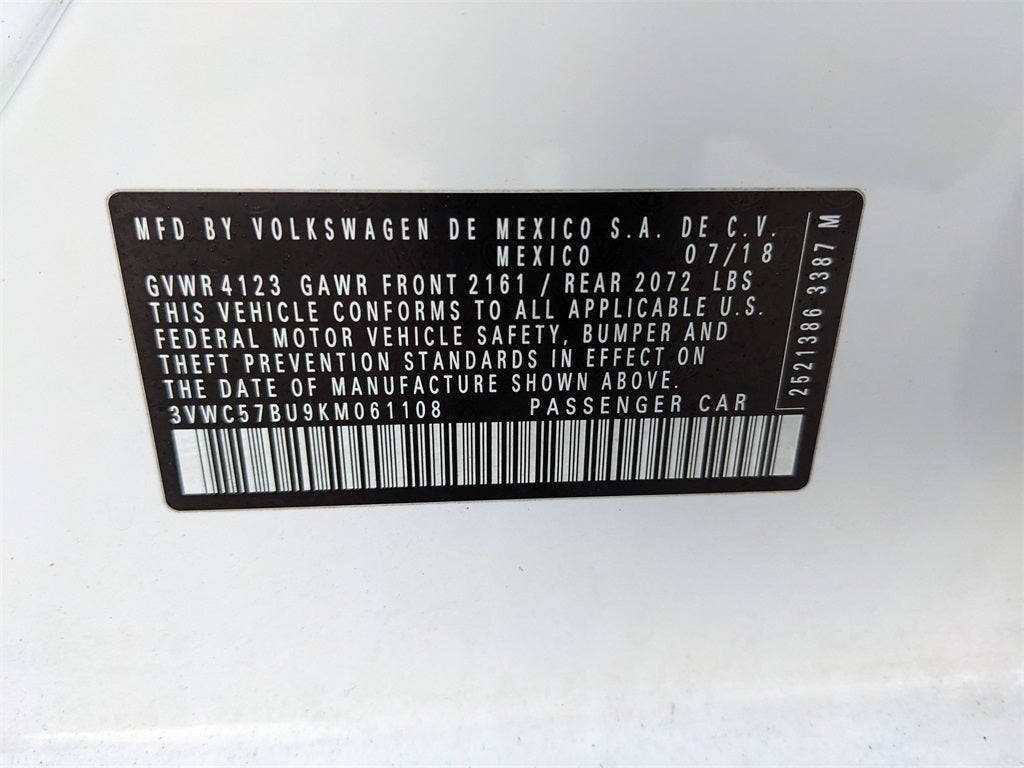 MFD BY VOLKSWAGEN DE MEXICO S.A. DE C.V.
MEXICO 07/18
GVWR 4123 GAWR FRONT 2161 / REAR 2072 LBS
THIS VEHICLE CONFORMS TO ALL APPLICABLE U.S.
FEDERAL MOTOR VEHICLE SAFETY, BUMPER AND
THEFT PREVENTION STANDARDS IN EFFECT ON
THE DATE OF MANUFACTURE SHOWN ABOVE.
3VWC57BU9KM061108 PASSENGER CAR
2521386 3387 M